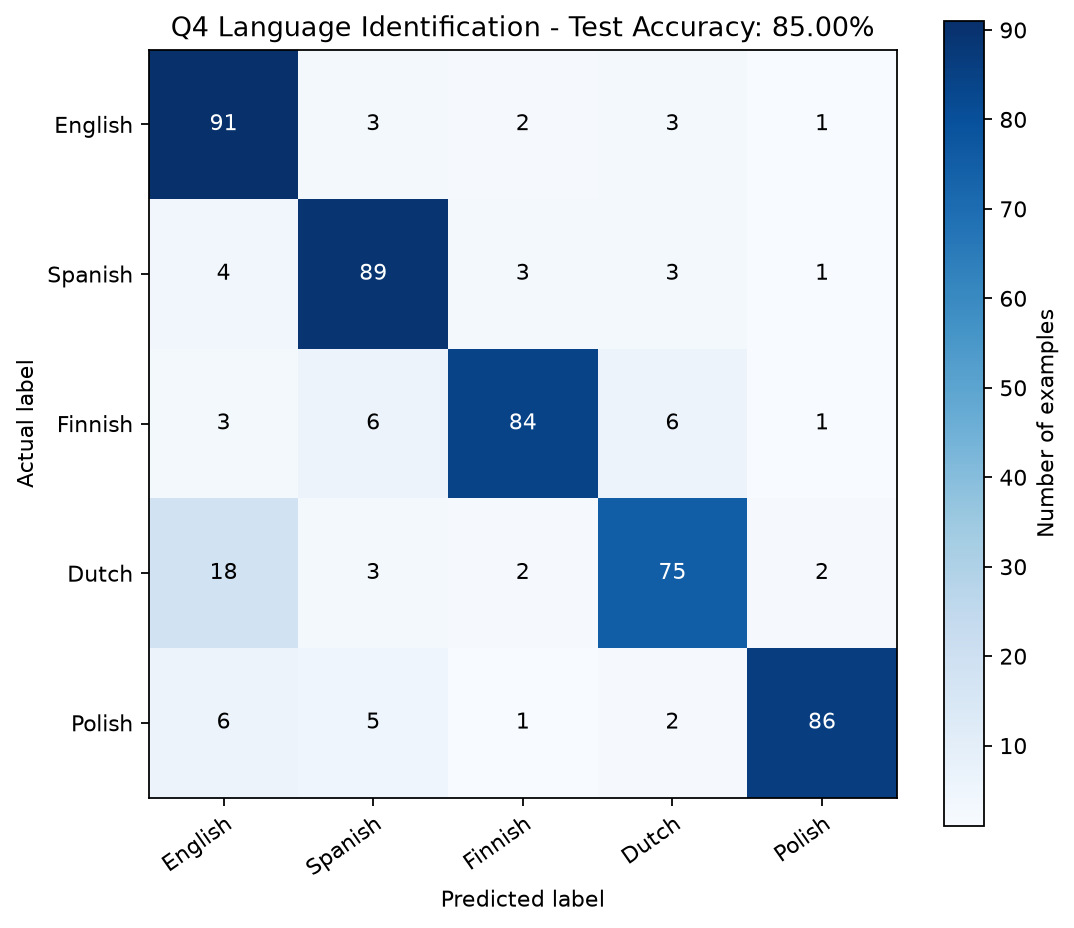 Q4 Language Identification - Test Accuracy: 85.00%
English 91 3 2 3 1
Spanish 4 89 3 3 1
Finnish 3 6 84 6 1
Dutch 18 3 2 75 2
Polish 6 5 1 2 86
English Spanish Finnish Dutch Polish
Predicted label
Actual label
90
80
70
60
50
40
30
20
10
Number of examples